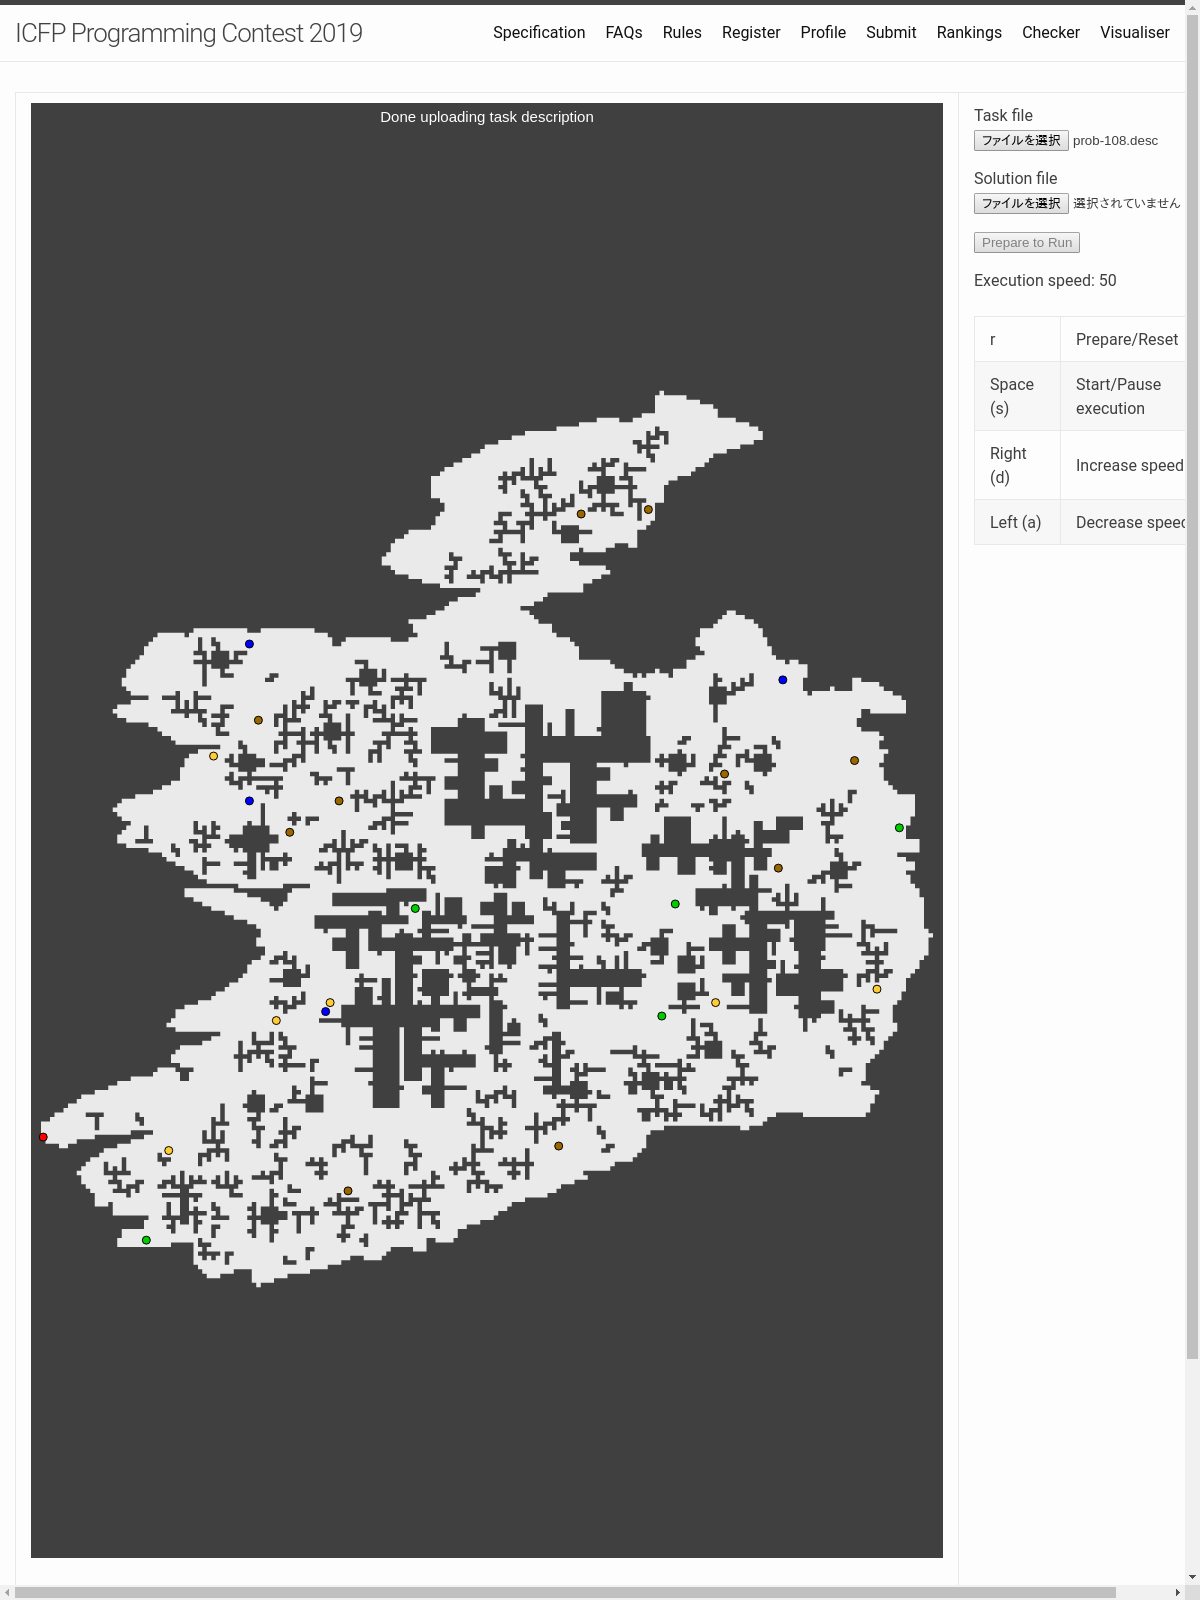 ICFP Programming Contest 2019
Specification FAQs Rules Register Profile Submit Rankings Checker Visualiser
Done uploading task description
Task file
ファイルを選択 prob-108.desc
Solution file
ファイルを選択 選択されていません
Prepare to Run
Execution speed: 50
r Prepare/Reset
Space (s) Start/Pause execution
Right (d) Increase speed
Left (a) Decrease speed